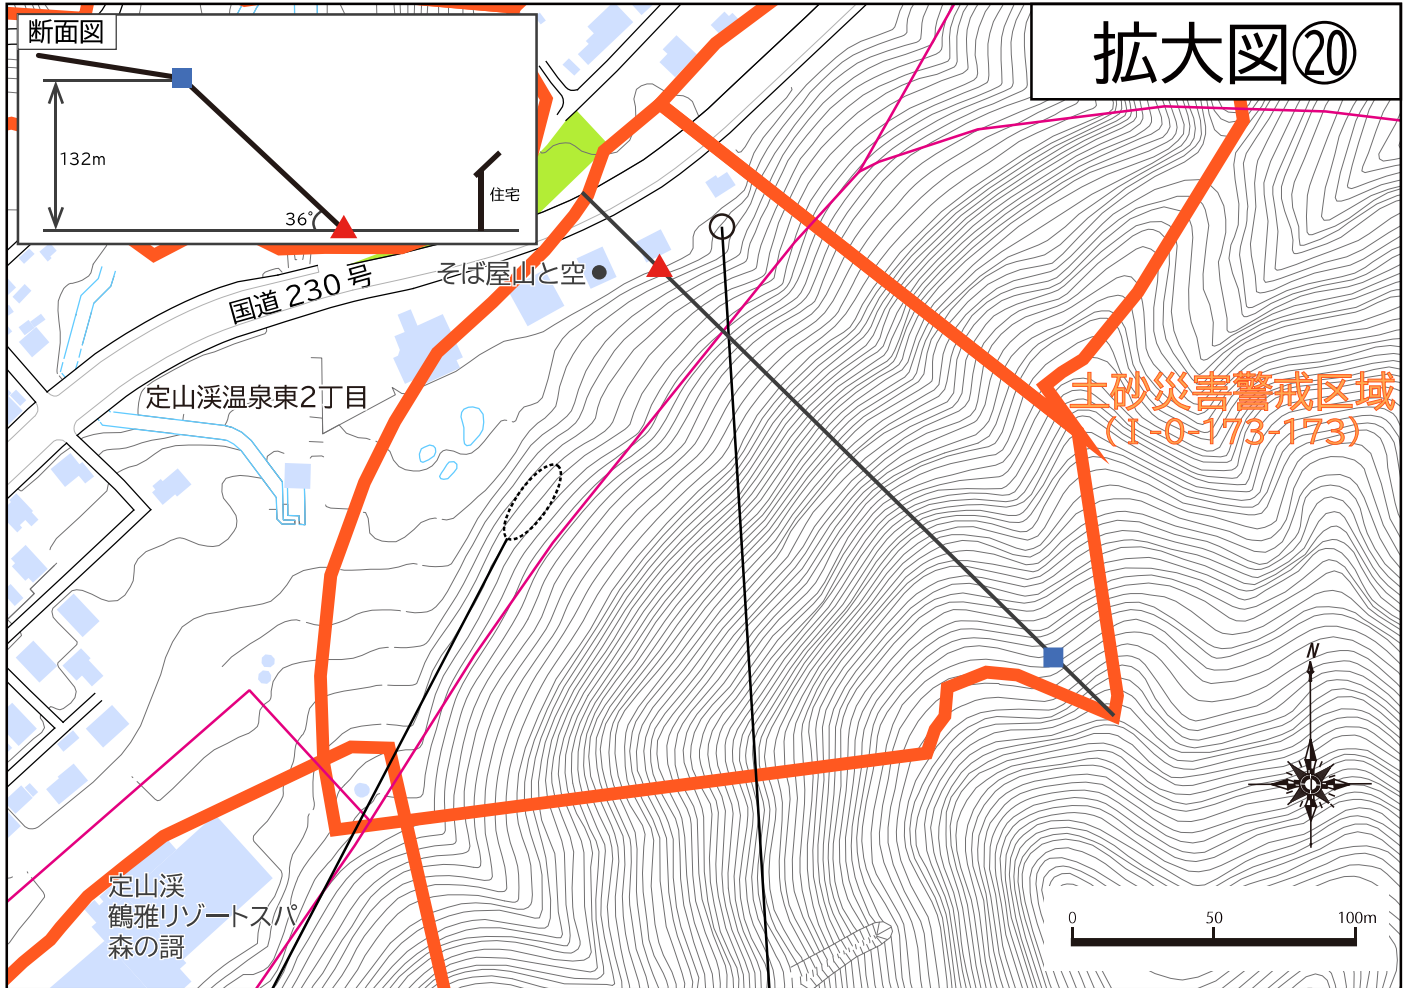 断面図
132m
36°
住宅
拡大図⑳
国道230号
そば屋山と空
定山渓温泉東2丁目
土砂災害警戒区域
(Ⅰ-0-173-173)
N
定山渓
鶴雅リゾートスパ
森の謌
0 50 100m